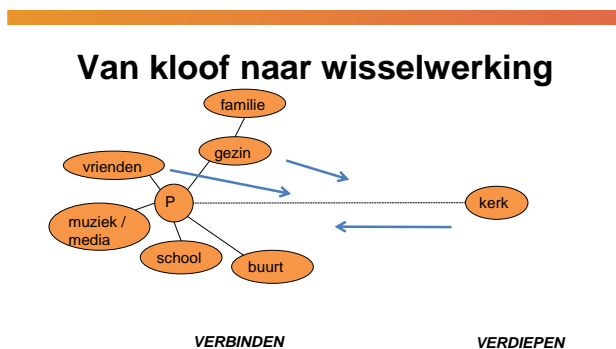 Van kloof naar wisselwerking
familie
gezin
vrienden
P
kerk
muziek /
media
school
buurt
VERBINDEN
VERDIEPEN